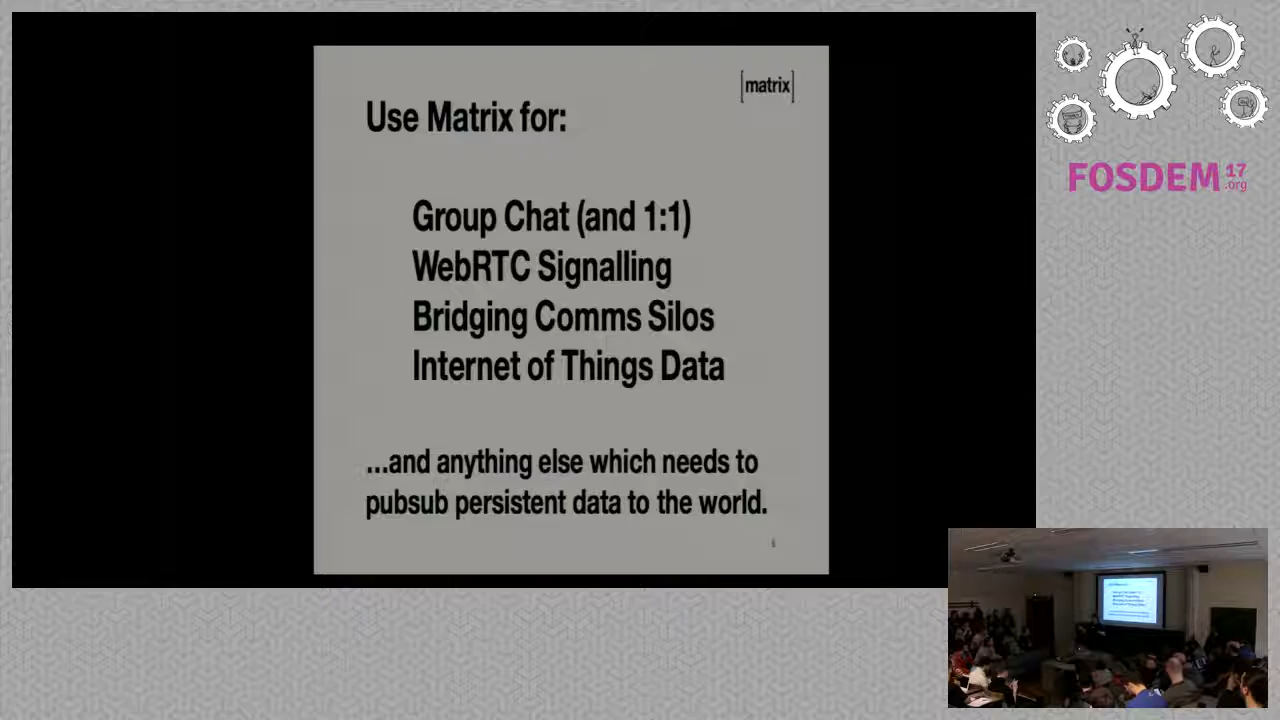 [matrix]
Use Matrix for:
Group Chat (and 1:1)
WebRTC Signalling
Bridging Comms Silos
Internet of Things Data
...and anything else which needs to
pubsub persistent data to the world.
FOSDEM 17
.org